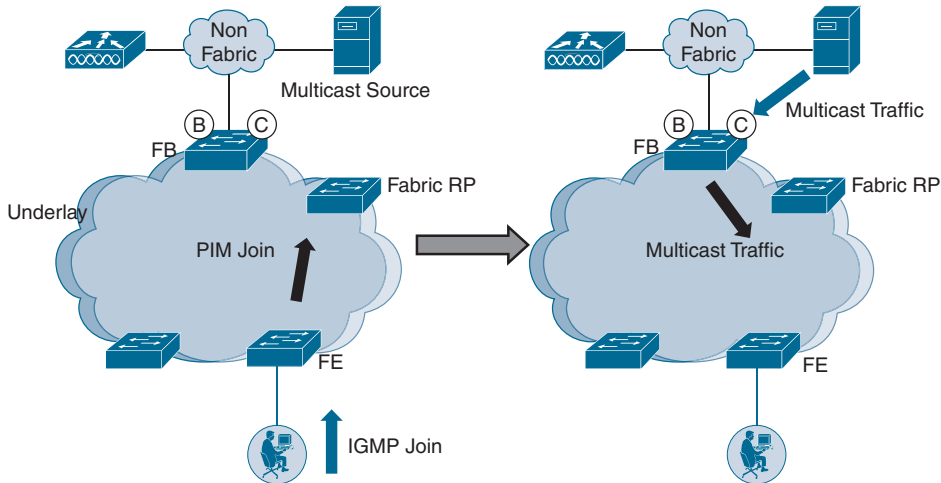 Non
Fabric
Multicast Source
B
C
FB
Fabric RP
Underlay
PIM Join
FE
IGMP Join
Non
Fabric
Multicast Traffic
B
C
FB
Fabric RP
Multicast Traffic
FE